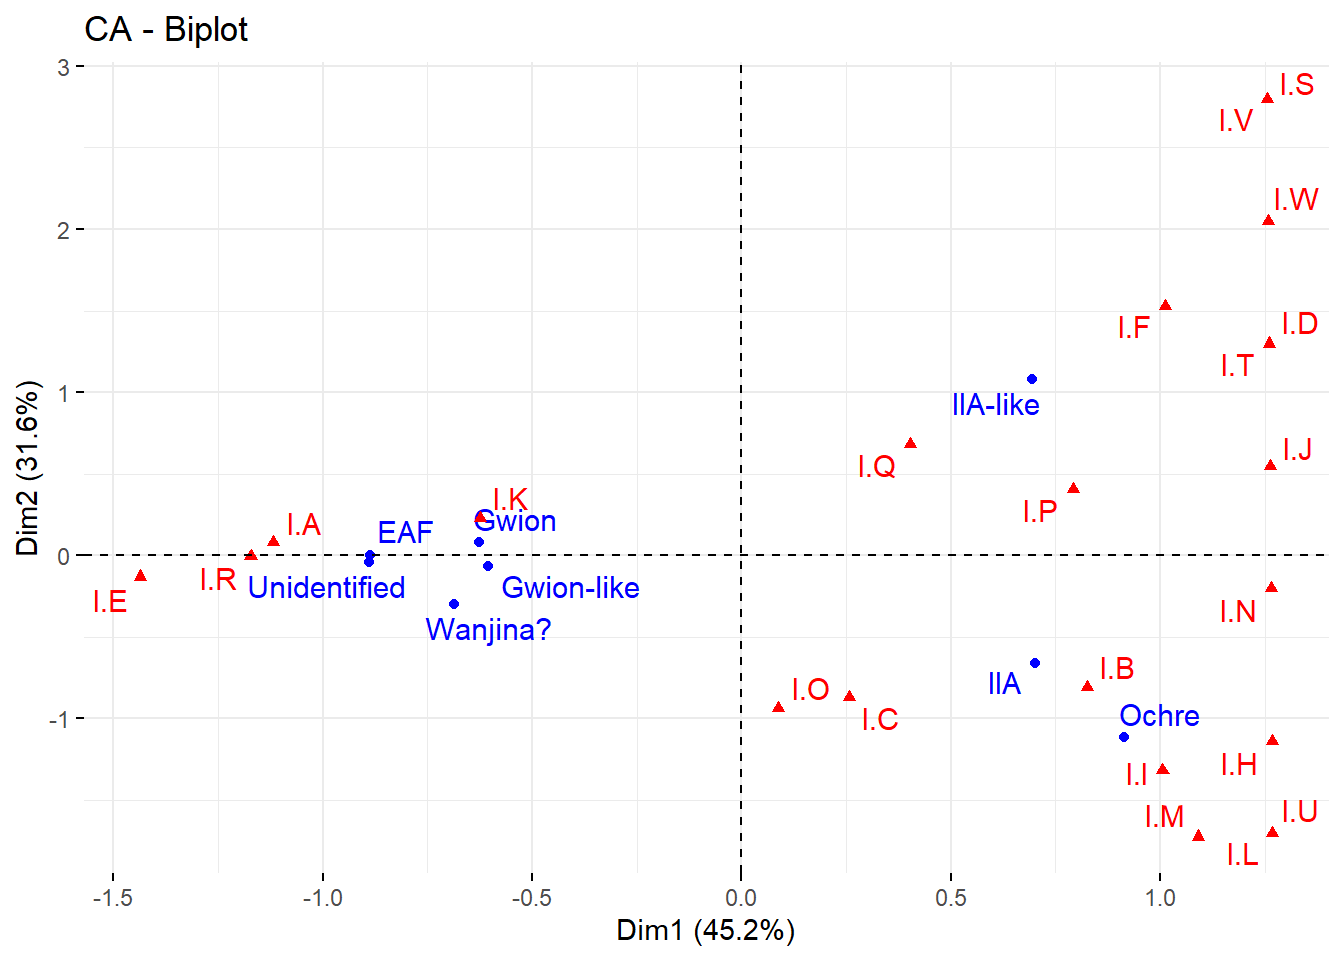 CA - Biplot
3
I.S
I.V
I.W
2
I.D
I.F
I.T
IIA-like
1
I.J
I.Q
I.P
I.K
Gwion
I.A
EAF
0
I.R
Unidentified
Gwion-like
I.E
I.N
Wanjina?
I.B
IIA
I.O
I.C
Ochre
-1
I.H
I.I
I.U
I.M
I.L
-1.5
-1.0
-0.5
0.0
0.5
1.0
Dim1 (45.2%)
Dim2 (31.6%)